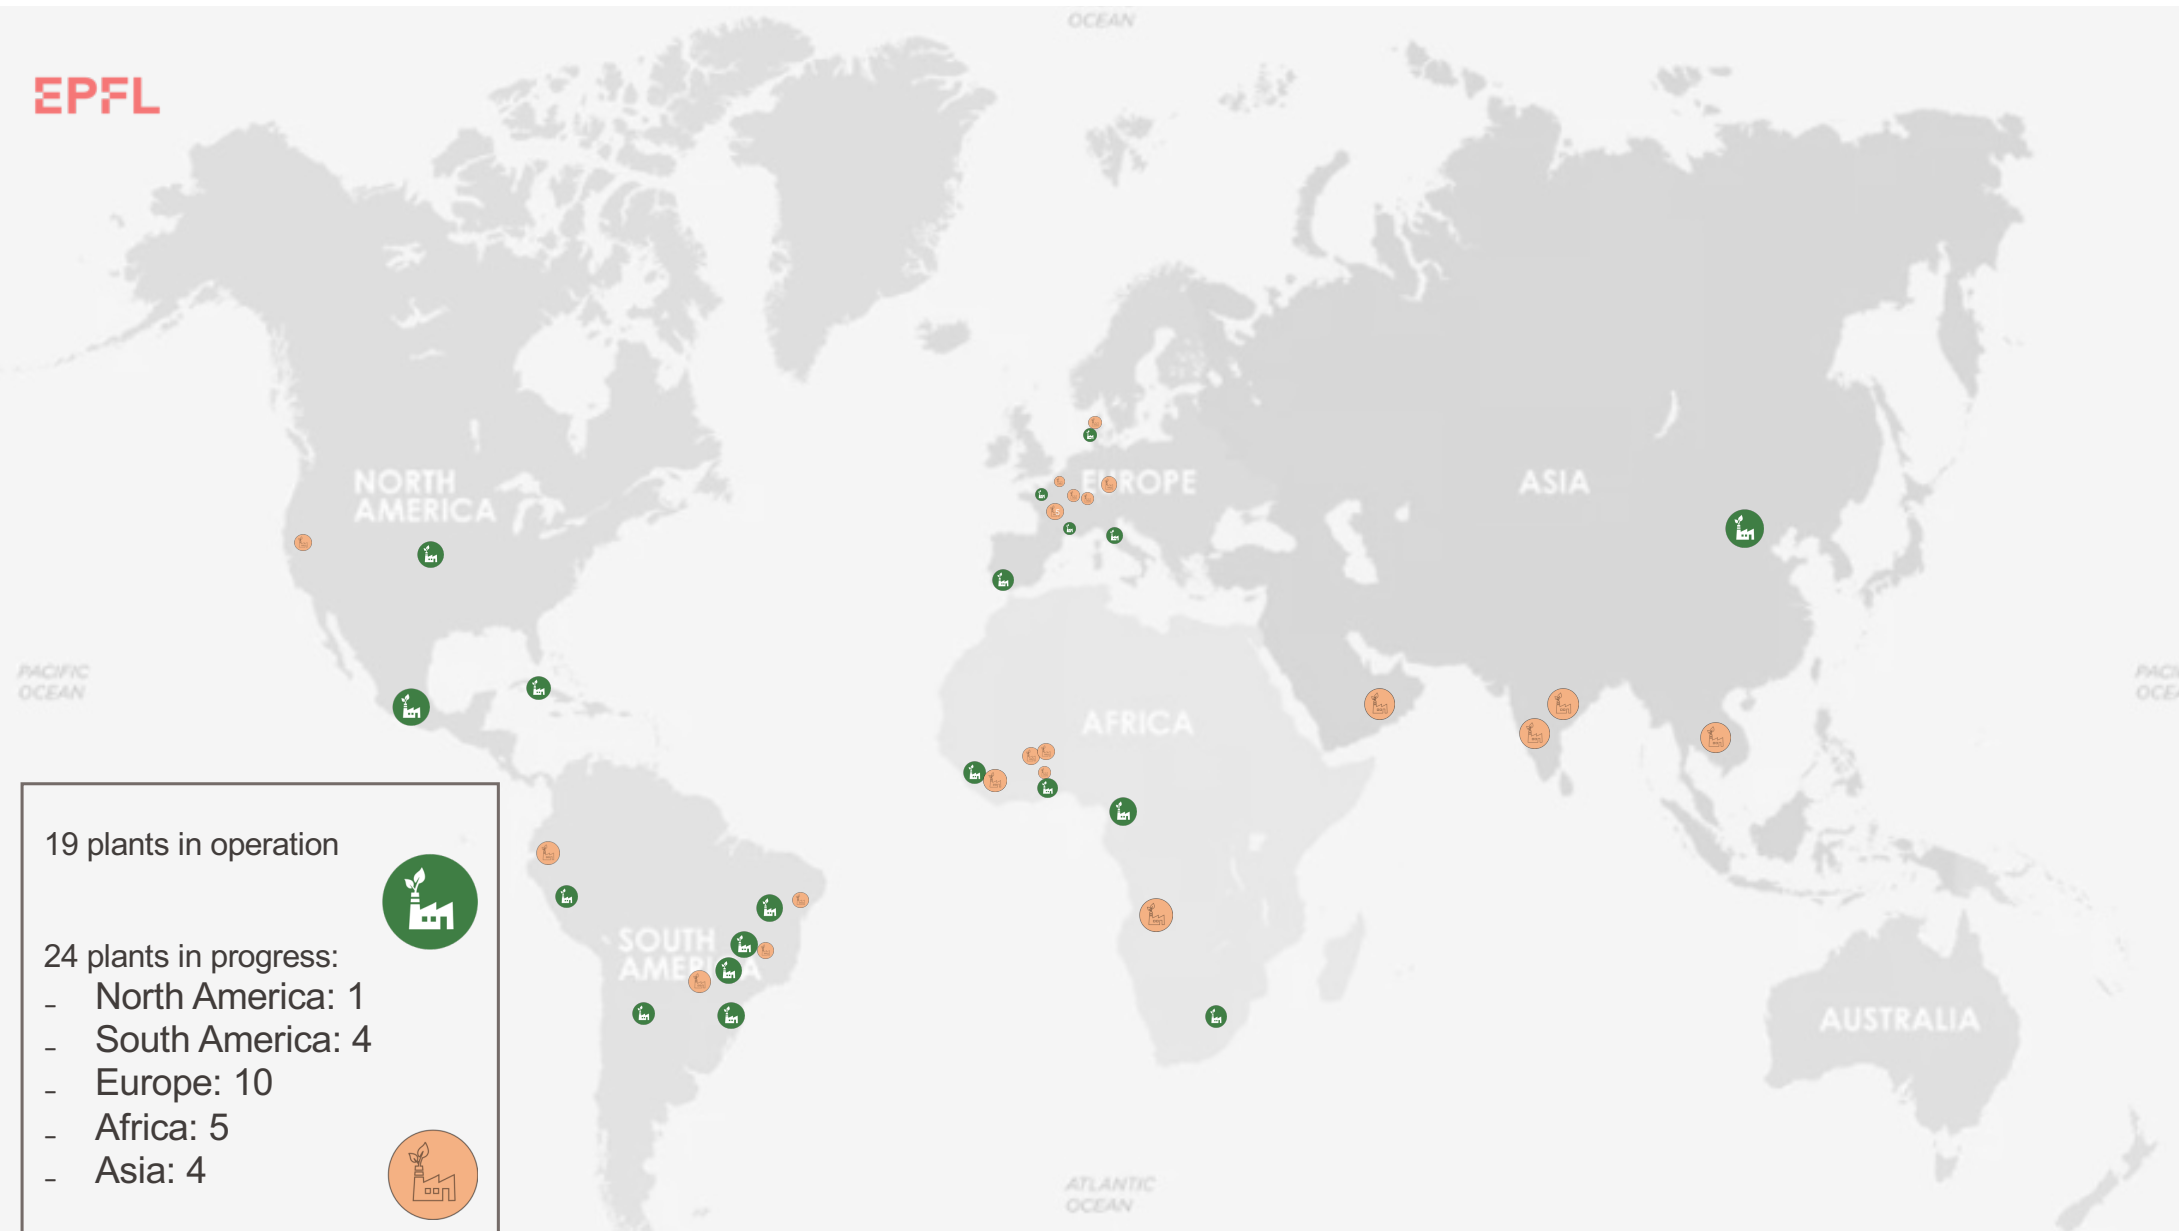 OCEAN
EPFL
NORTH
AMERICA
EUROPE
ASIA
PACIFIC
OCEAN
AFRICA
SOUTH
AMERICA
AUSTRALIA
ATLANTIC
OCEAN
5
19 plants in operation
24 plants in progress:
- North America: 1
- South America: 4
- Europe: 10
- Africa: 5
- Asia: 4